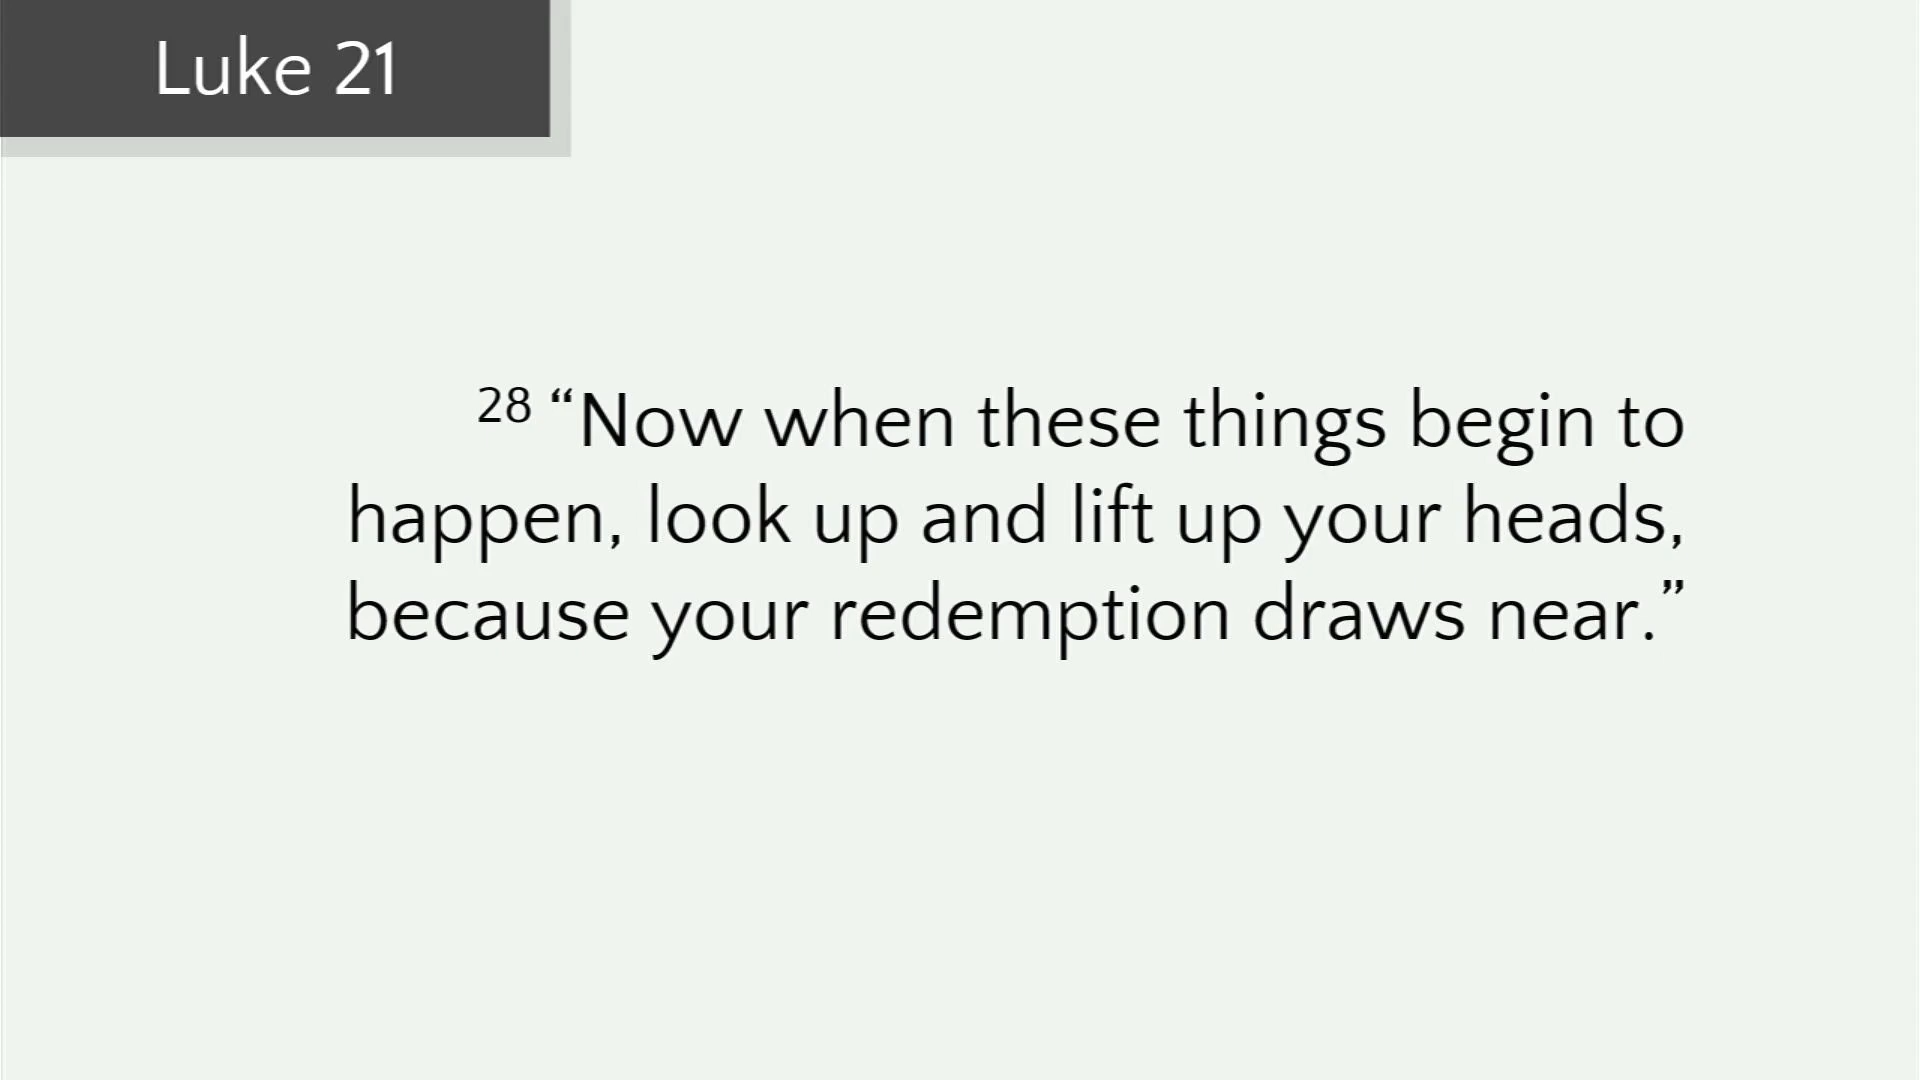 Luke 21
28 “Now when these things begin to
happen, look up and lift up your heads,
because your redemption draws near.”